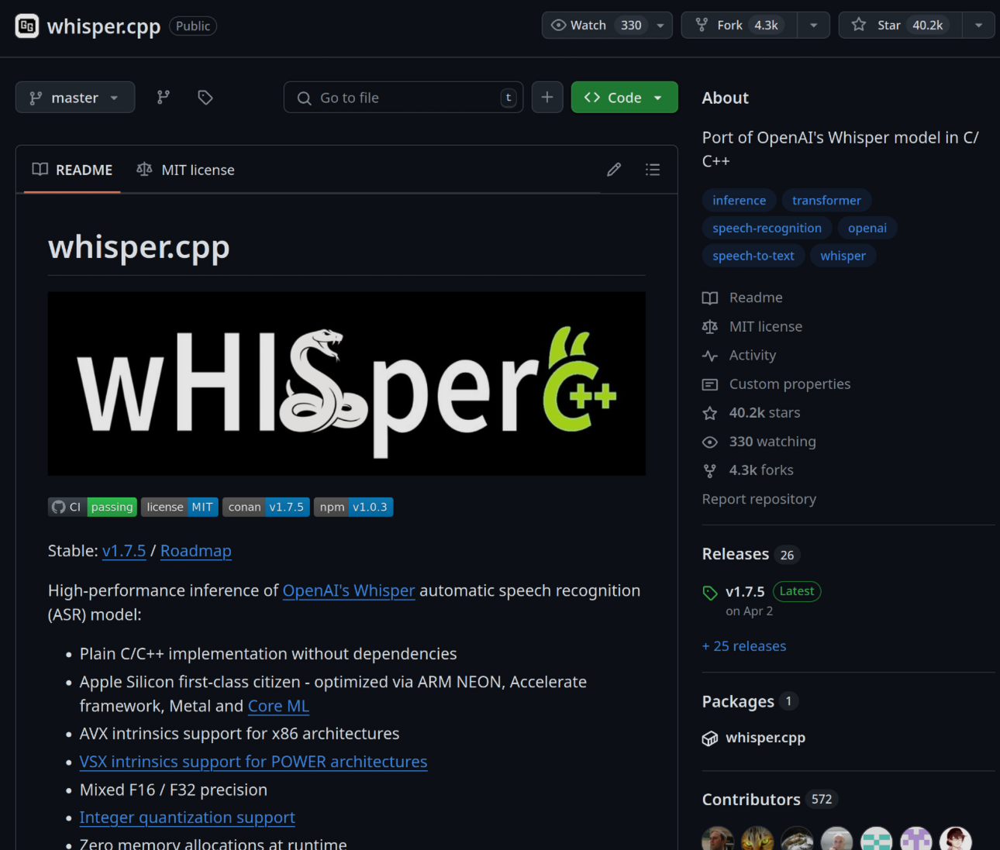 whisper.cpp Public Watch 330 Fork 4.3k Star 40.2k
master Go to file t + Code
README MIT license
whisper.cpp
wHISperC++
CI passing license MIT conan v1.7.5 npm v1.0.3
Stable: v1.7.5 / Roadmap
High-performance inference of OpenAI's Whisper automatic speech recognition
(ASR) model:
• Plain C/C++ implementation without dependencies
• Apple Silicon first-class citizen - optimized via ARM NEON, Accelerate
framework, Metal and Core ML
• AVX intrinsics support for x86 architectures
• VSX intrinsics support for POWER architectures
• Mixed F16 / F32 precision
• Integer quantization support
• Zero memory allocations at runtime
About
Port of OpenAI's Whisper model in C/
C++
inference transformer
speech-recognition openai
speech-to-text whisper
Readme
MIT license
Activity
Custom properties
40.2k stars
330 watching
4.3k forks
Report repository
Releases 26
v1.7.5 Latest
on Apr 2
+ 25 releases
Packages 1
whisper.cpp
Contributors 572